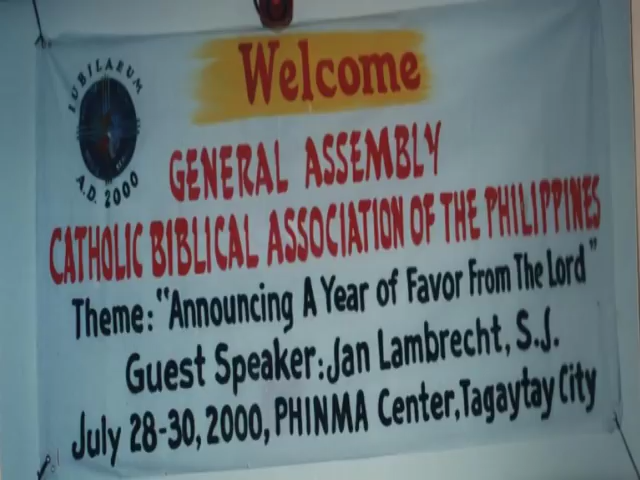 Welcome
IUBILAEUM
A.D. 2000
GENERAL ASSEMBLY
CATHOLIC BIBLICAL ASSOCIATION OF THE PHILIPPINES
Theme: "Announcing A Year of Favor From The Lord"
Guest Speaker: Jan Lambrecht, S.J.
July 28-30, 2000, PHINMA Center, Tagaytay City